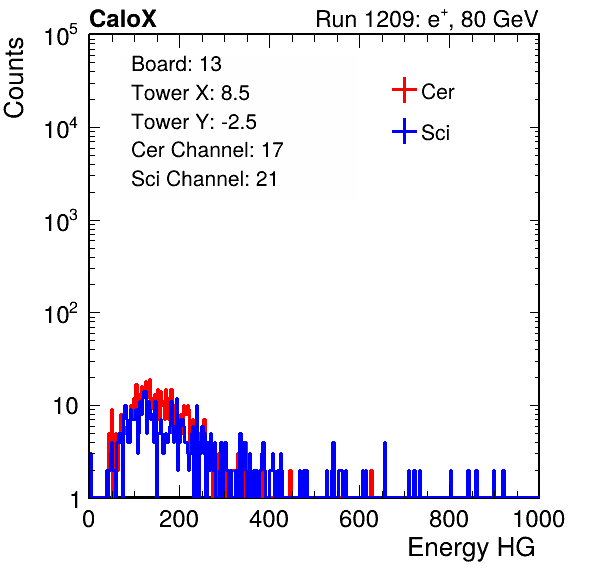 CaloX Run 1209: e⁺, 80 GeV
Counts
10⁵
10⁴
10³
10²
10
1
Board: 13
Tower X: 8.5
Tower Y: -2.5
Cer Channel: 17
Sci Channel: 21
Cer
Sci
0 200 400 600 800 1000
Energy HG